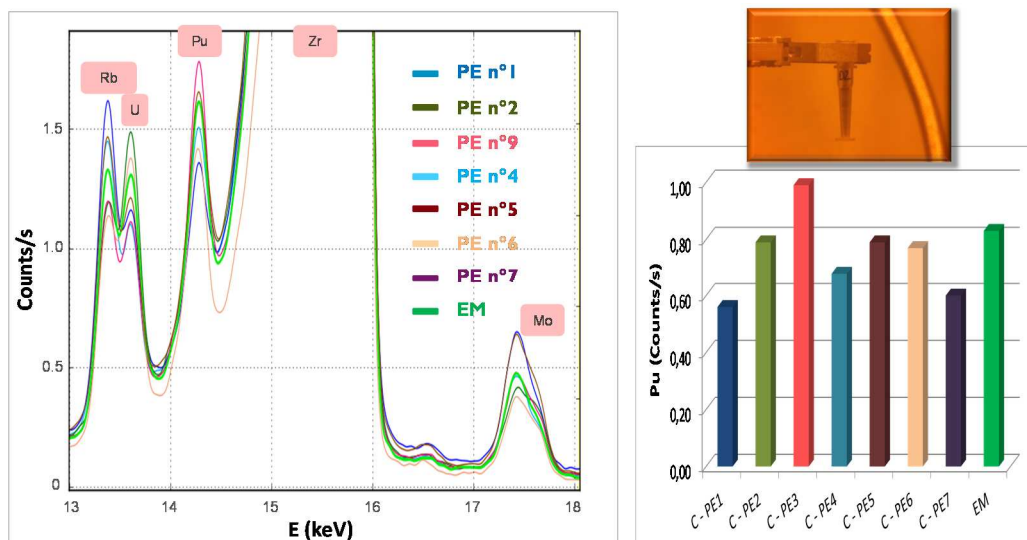 Rb
U
Pu
Zr
Mo
PE n°1
PE n°2
PE n°9
PE n°4
PE n°5
PE n°6
PE n°7
EM
Counts/s
1.5
1.0
0.5
0
13
14
15
16
17
18
E (keV)
Pu (Counts/s)
1,00
0,80
0,60
0,40
0,20
0,00
C - PE1
C - PE2
C - PE3
C - PE4
C - PE5
C - PE6
C - PE7
EM